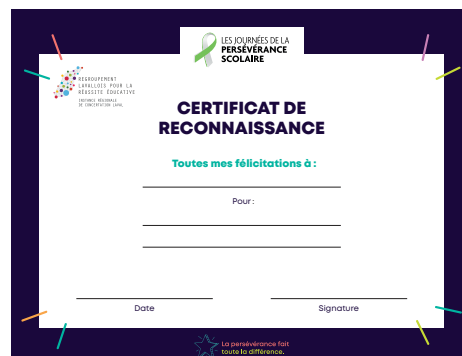 LES JOURNÉES DE LA
PERSÉVÉRANCE
SCOLAIRE
REGROUPEMENT
LAVALLOIS POUR LA
RÉUSSITE ÉDUCATIVE
INSTANCE RÉGIONALE
DE CONCERTATION LAVAL
CERTIFICAT DE
RECONNAISSANCE
Toutes mes félicitations à :
Pour :
Date
Signature
La persévérance fait
toute la différence.